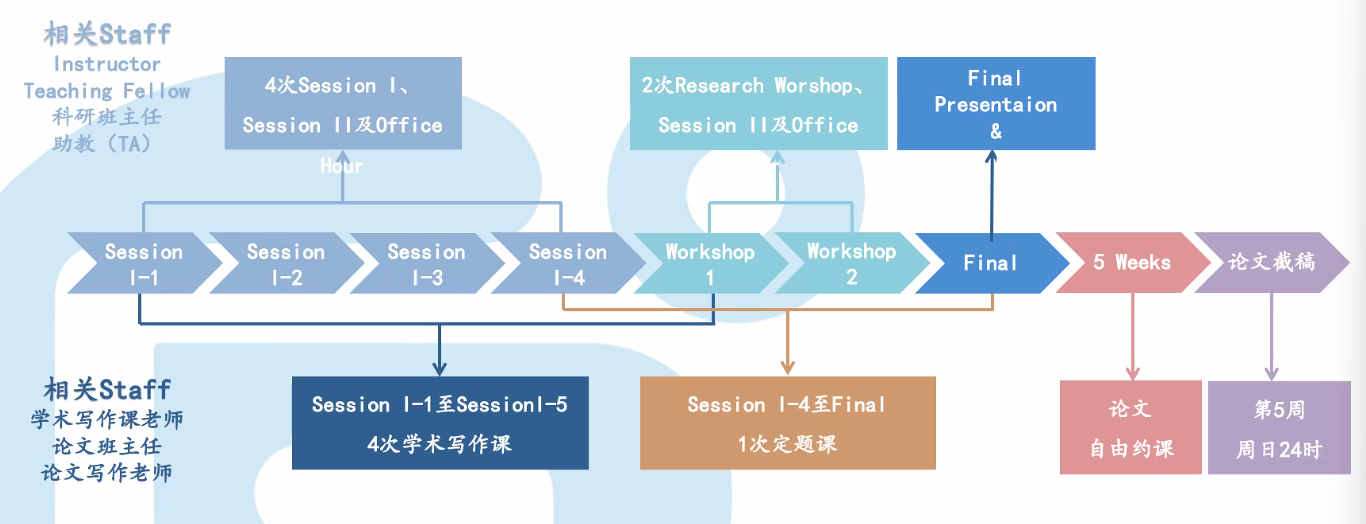 相关Staff
Instructor
Teaching Fellow
科研班主任
助教（TA）
4次Session I、
Session II及Office
Hour
2次Research Worshop、
Session II及Office
Final
Presentaion
&
Session
I-1
Session
I-2
Session
I-3
Session
I-4
Workshop
1
Workshop
2
Final
5 Weeks
论文截稿
相关Staff
学术写作课老师
论文班主任
论文写作老师
Session I-1至SessionI-5
4次学术写作课
Session I-4至Final
1次定题课
论文
自由约课
第5周
周日24时